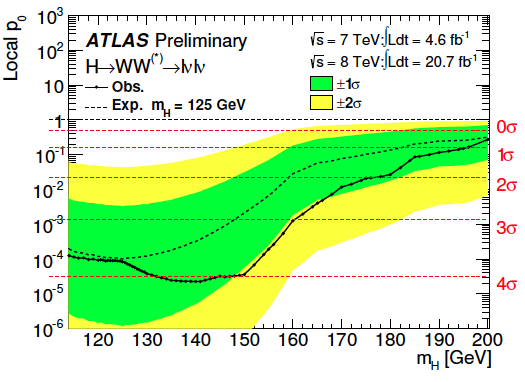 ATLAS Preliminary
H→WW(*)→lνlν
Obs.
Exp. mH = 125 GeV
√s = 7 TeV:∫Ldt = 4.6 fb-1
√s = 8 TeV:∫Ldt = 20.7 fb-1
±1σ
±2σ
Local p0
10³
10²
10
1
10-1
10-2
10-3
10-4
10-5
10-6
0σ
1σ
2σ
3σ
4σ
120 130 140 150 160 170 180 190 200
mH [GeV]